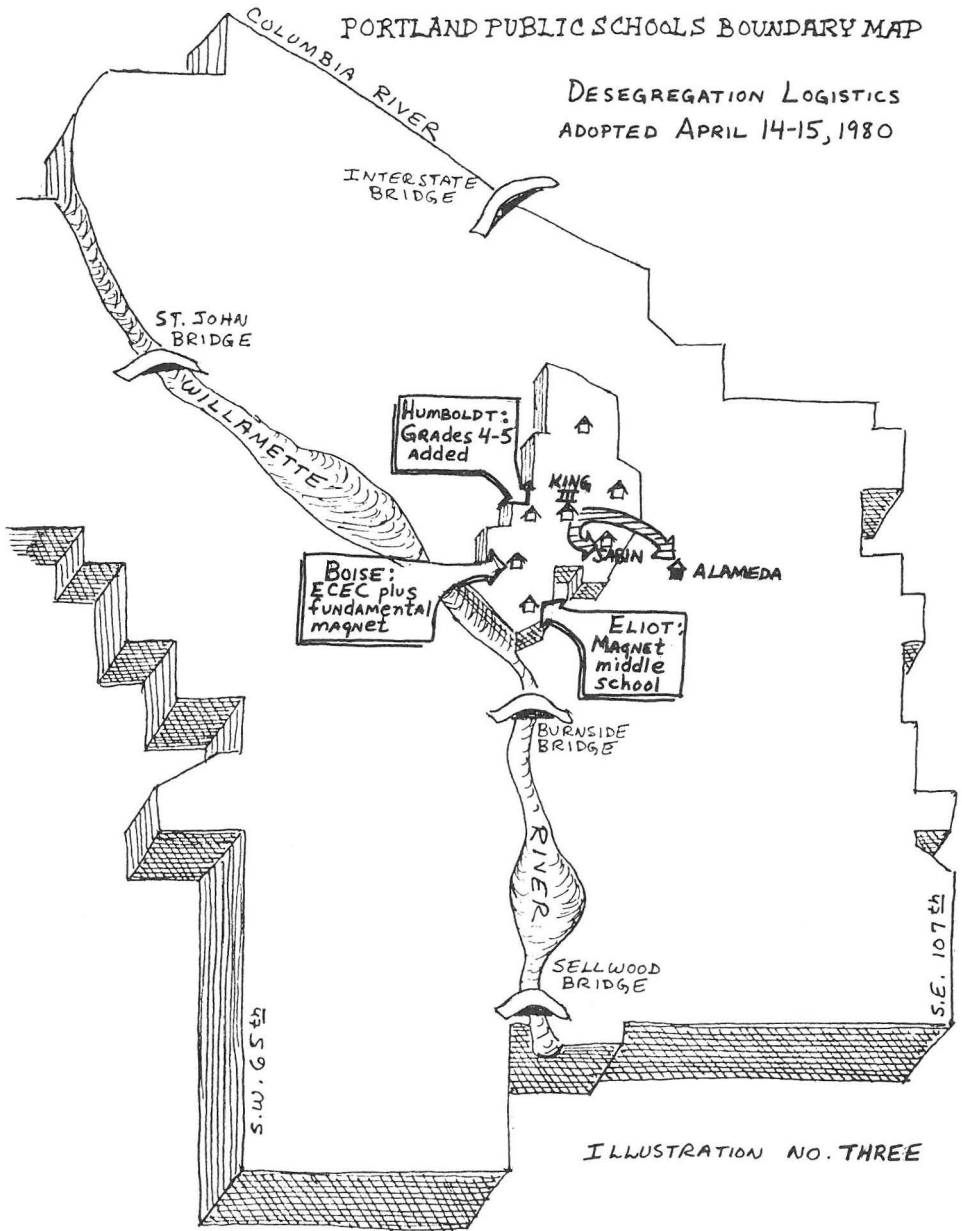 PORTLAND PUBLIC SCHOOLS BOUNDARY MAP
DESEGREGATION LOGISTICS
ADOPTED APRIL 14-15, 1980
COLUMBIA RIVER
INTERSTATE
BRIDGE
ST. JOHN
BRIDGE
WILLAMETTE
HUMBOLDT:
GRADES 4-5
Added
KING
III
SABIN
ALAMEDA
BOISE:
ECEC plus
fundamental
magnet
ELIOT:
MAGNET
middle
school
BURNSIDE
BRIDGE
RIVER
SELLWOOD
BRIDGE
S.W. 65th
S.E. 107th
ILLUSTRATION NO. THREE